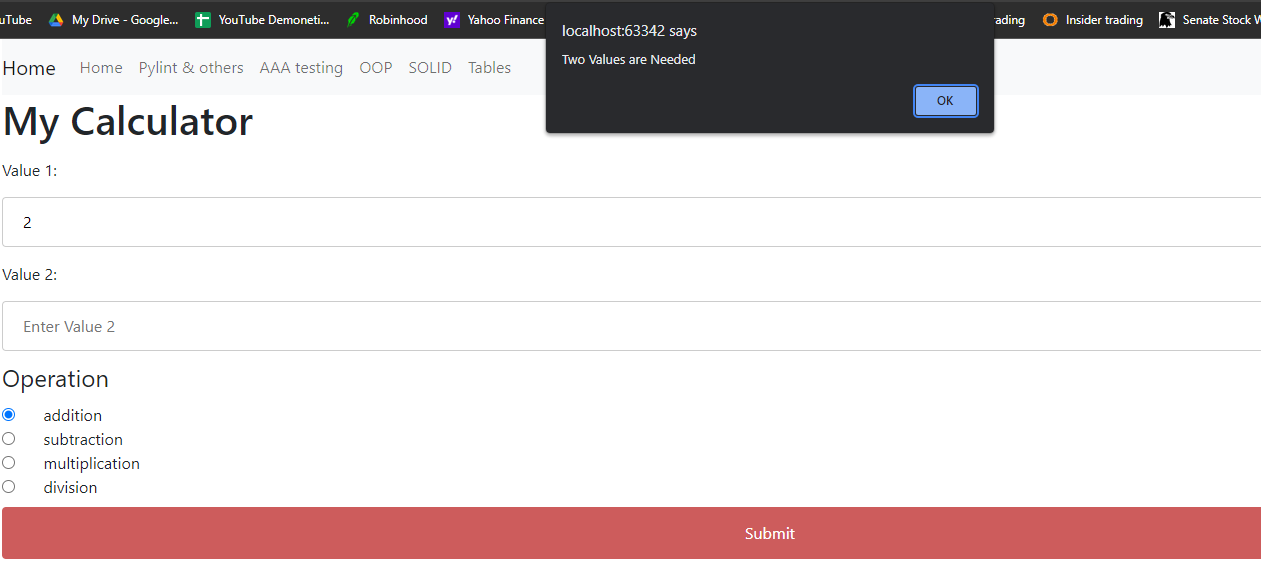 uTube My Drive - Google... YouTube Demoneti... Robinhood Yahoo Finance rading Insider trading Senate Stock W
localhost:63342 says
Two Values are Needed
OK
Home Home Pylint & others AAA testing OOP SOLID Tables
My Calculator
Value 1:
2
Value 2:
Enter Value 2
Operation
addition
subtraction
multiplication
division
Submit